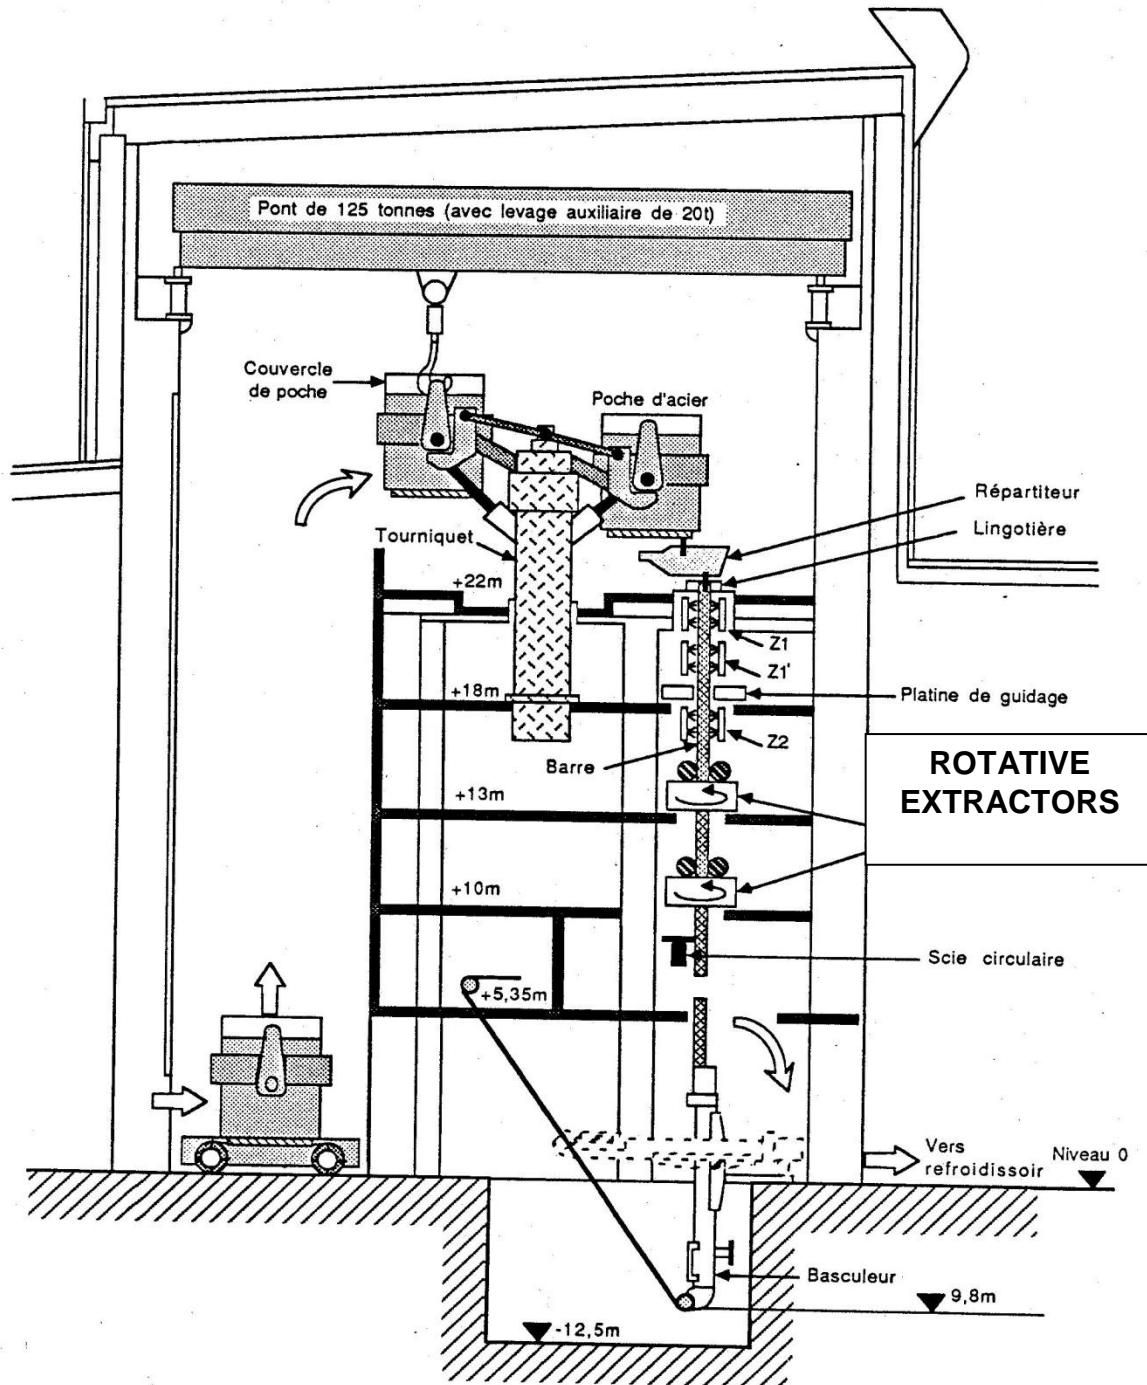 Pont de 125 tonnes (avec levage auxiliaire de 20t)
Couvercle
de poche
Poche d'acier
Répartiteur
Lingotière
Tourniquet
+22m
Z1
Z1'
+18m
Platine de guidage
Z2
Barre
ROTATIVE
EXTRACTORS
+13m
+10m
Scie circulaire
+5,35m
Vers
refroidissoir
Niveau 0
Basculeur
9,8m
-12,5m